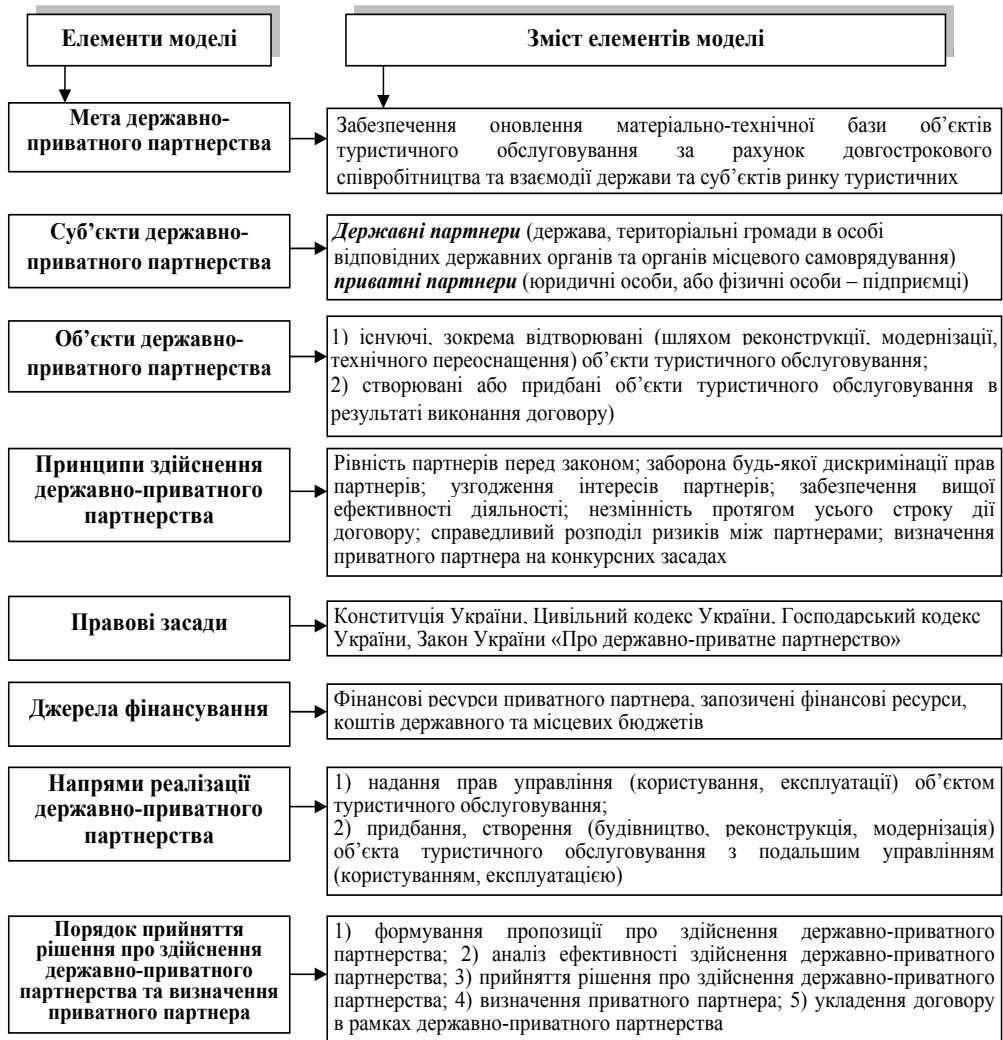 Елементи моделі
Зміст елементів моделі
Мета державно-
приватного партнерства
Забезпечення оновлення матеріально-технічної бази об’єктів
туристичного обслуговування за рахунок довгострокового
співробітництва та взаємодії держави та суб’єктів ринку туристичних
Суб’єкти державно-
приватного партнерства
Державні партнери (держава, територіальні громади в особі
відповідних державних органів та органів місцевого самоврядування)
приватні партнери (юридичні особи, або фізичні особи – підприємці)
Об’єкти державно-
приватного партнерства
1) існуючі, зокрема відтворювані (шляхом реконструкції, модернізації,
технічного переоснащення) об’єкти туристичного обслуговування;
2) створювані або придбані об’єкти туристичного обслуговування в
результаті виконання договору)
Принципи здійснення
державно-приватного
партнерства
Рівність партнерів перед законом; заборона будь-якої дискримінації прав
партнерів; узгодження інтересів партнерів; забезпечення вищої
ефективності діяльності; незмінність протягом усього строку дії
договору; справедливий розподіл ризиків між партнерами; визначення
приватного партнера на конкурсних засадах
Правові засади
Конституція України, Цивільний кодекс України, Господарський кодекс
України, Закон України «Про державно-приватне партнерство»
Джерела фінансування
Фінансові ресурси приватного партнера, запозичені фінансові ресурси,
коштів державного та місцевих бюджетів
Напрями реалізації
державно-приватного
партнерства
1) надання прав управління (користування, експлуатації) об’єктом
туристичного обслуговування;
2) придбання, створення (будівництво, реконструкція, модернізація)
об’єкта туристичного обслуговування з подальшим управлінням
(користуванням, експлуатацією)
Порядок прийняття
рішення про здійснення
державно-приватного
партнерства та визначення
приватного партнера
1) формування пропозиції про здійснення державно-приватного
партнерства; 2) аналіз ефективності здійснення державно-приватного
партнерства; 3) прийняття рішення про здійснення державно-приватного
партнерства; 4) визначення приватного партнера; 5) укладення договору
в рамках державно-приватного партнерства